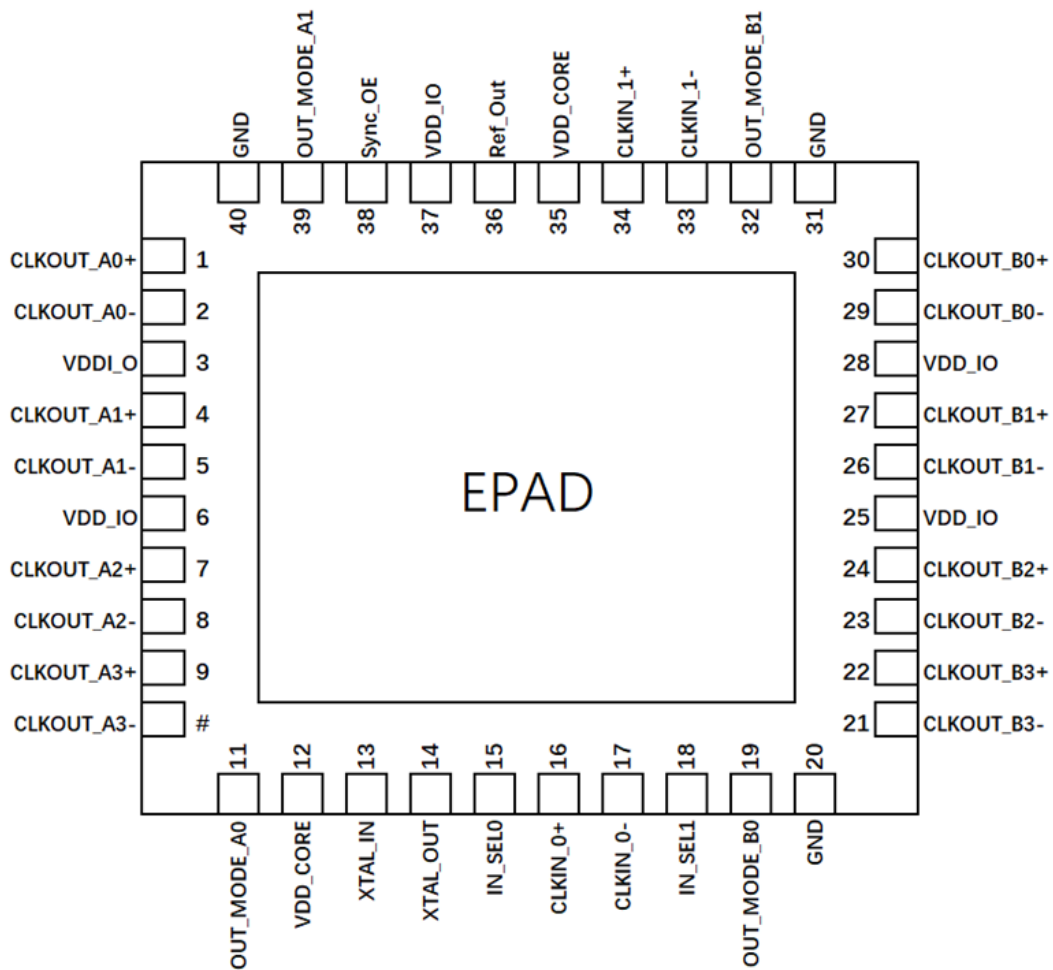 GND
OUT_MODE_A1
Sync_OE
VDD_IO
Ref_Out
VDD_CORE
CLKIN_1+
CLKIN_1-
OUT_MODE_B1
GND
40
39
38
37
36
35
34
33
32
31
CLKOUT_A0+ 1
CLKOUT_A0- 2
VDDI_O 3
CLKOUT_A1+ 4
CLKOUT_A1- 5
VDD_IO 6
CLKOUT_A2+ 7
CLKOUT_A2- 8
CLKOUT_A3+ 9
CLKOUT_A3- #
EPAD
30 CLKOUT_B0+
29 CLKOUT_B0-
28 VDD_IO
27 CLKOUT_B1+
26 CLKOUT_B1-
25 VDD_IO
24 CLKOUT_B2+
23 CLKOUT_B2-
22 CLKOUT_B3+
21 CLKOUT_B3-
11
12
13
14
15
16
17
18
19
20
OUT_MODE_A0
VDD_CORE
XTAL_IN
XTAL_OUT
IN_SEL0
CLKIN_0+
CLKIN_0-
IN_SEL1
OUT_MODE_B0
GND